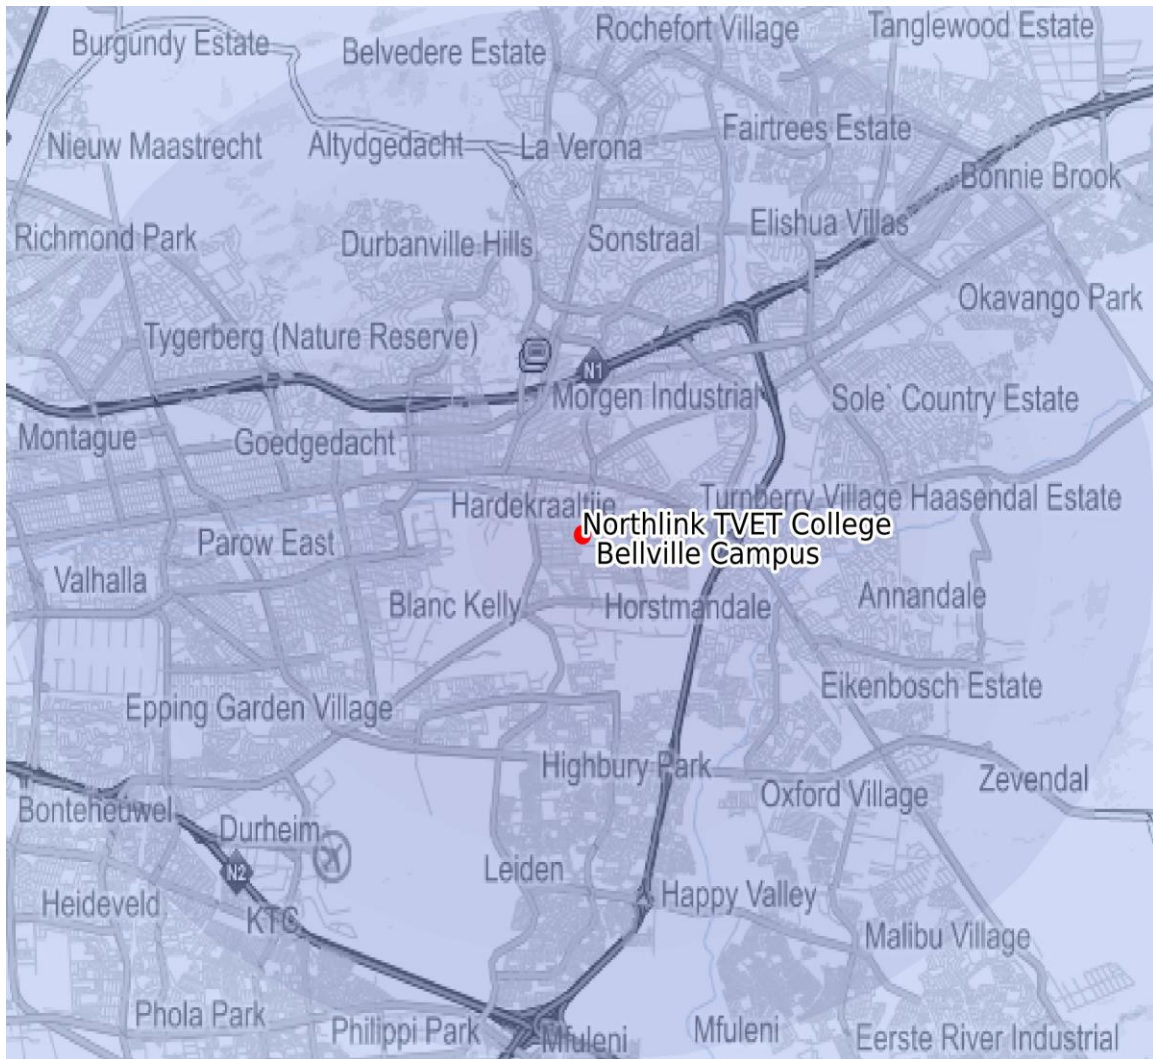 Rochefort Village
Tanglewood Estate
Burgundy Estate
Belvedere Estate
Fairtrees Estate
Nieuw Maastrecht
Altydgedacht
La Verona
Bonnie Brook
Richmond Park
Durbanville Hills
Sonstraal
Elishua Villas
Okavango Park
Tygerberg (Nature Reserve)
N1
Morgen Industrial
Sole` Country Estate
Montague
Goedgedacht
Hardekraaltjie
Turnberry Village
Haasendal Estate
Northlink TVET College
Bellville Campus
Parow East
Valhalla
Blanc Kelly
Horstmandale
Annandale
Eikenbosch Estate
Epping Garden Village
Highbury Park
Oxford Village
Zevendal
Bonteheuwel
Durheim
N2
Leiden
Happy Valley
Heideveld
KTC
Malibu Village
Phola Park
Philippi Park
Mfuleni
Mfuleni
Eerste River Industrial